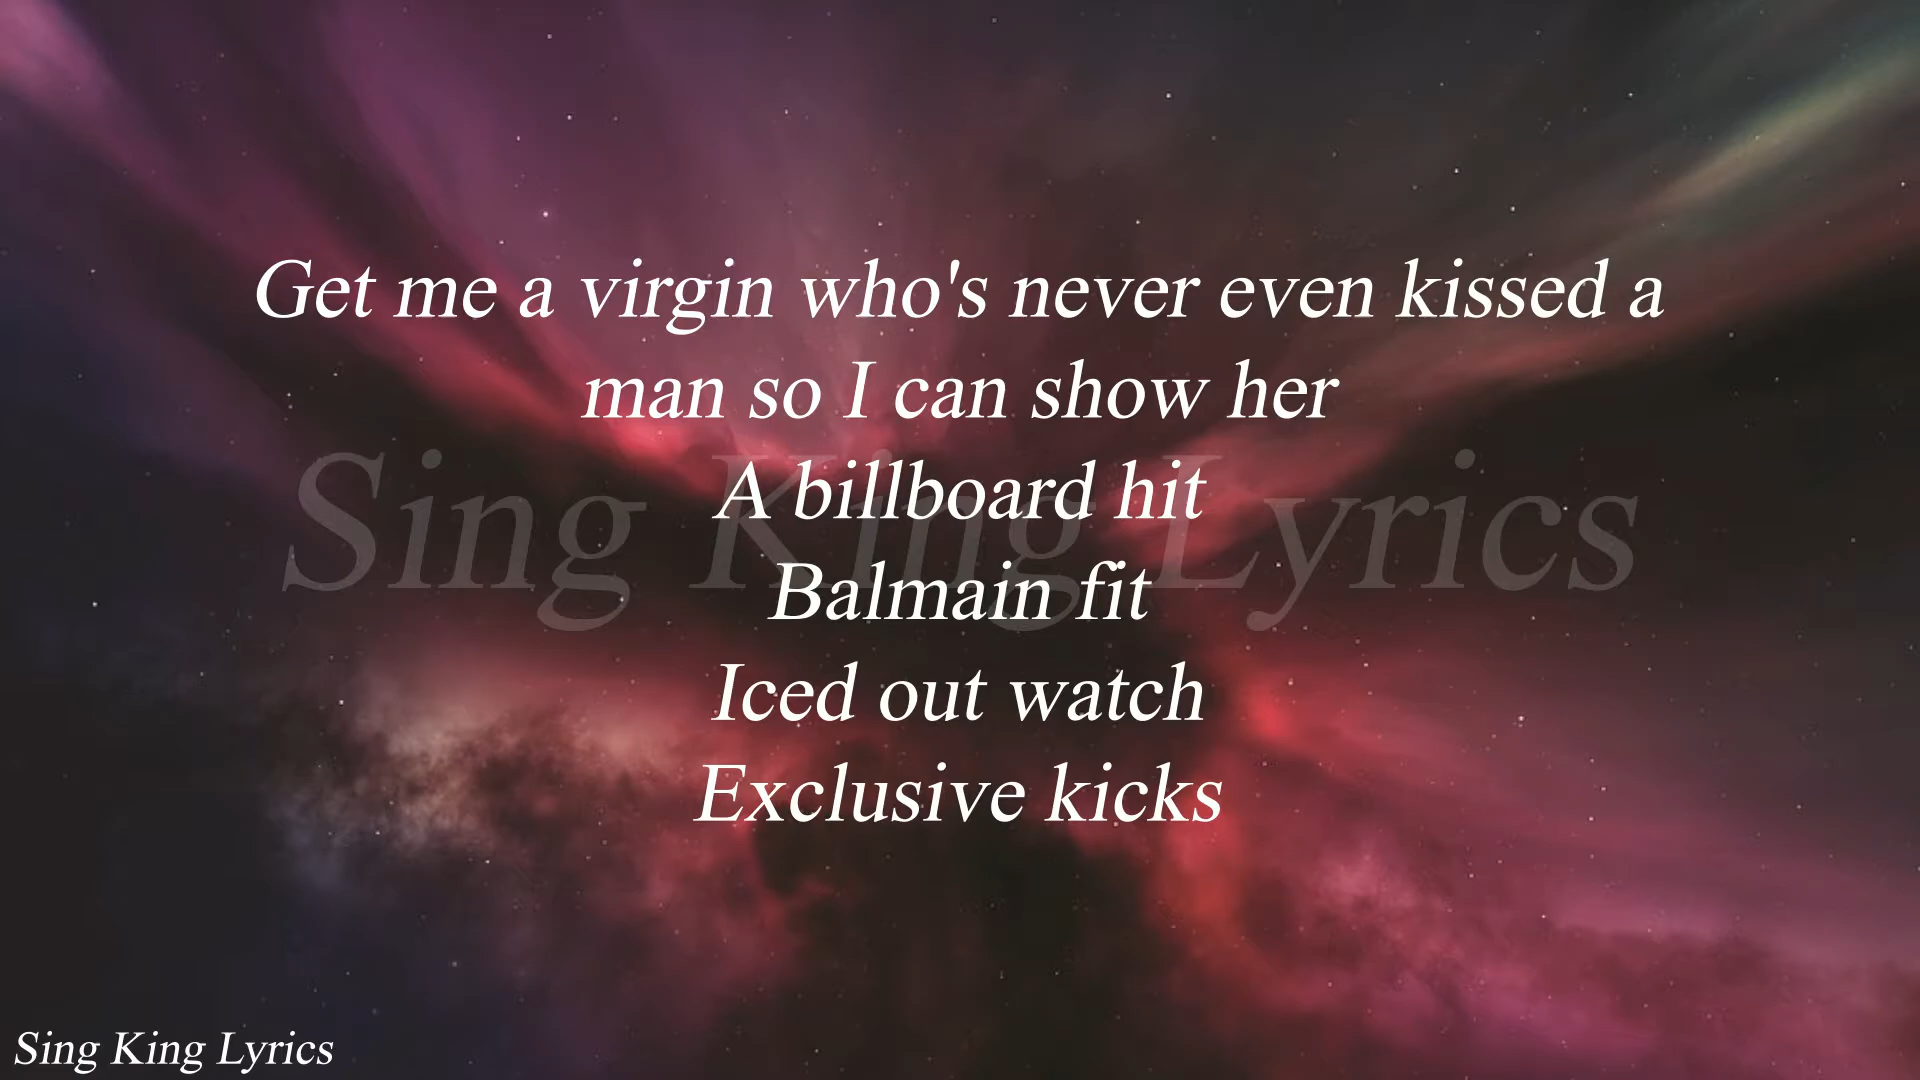 Get me a virgin who's never even kissed a
man so I can show her
A billboard hit
Sing King Lyrics
Balmain fit
Iced out watch
Exclusive kicks
Sing King Lyrics